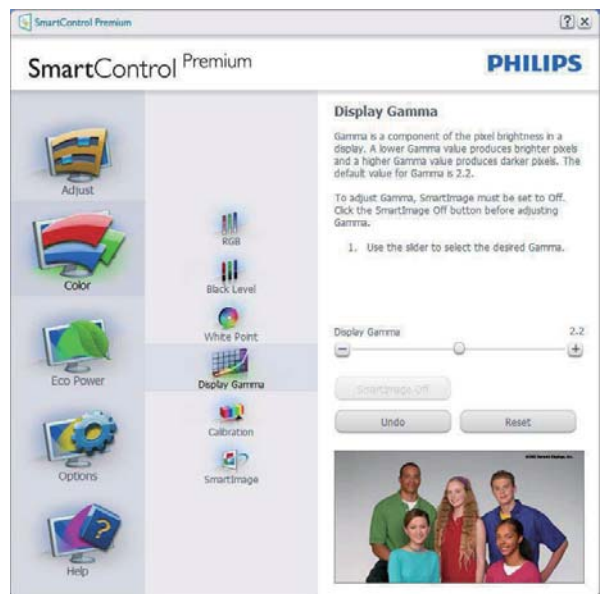 SmartControl Premium
SmartControl Premium
PHILIPS
Adjust
Color
Eco Power
Options
Help
RGB
Black Level
White Point
Display Gamma
Calibration
SmartImage
Display Gamma
Gamma is a component of the pixel brightness in a
display. A lower Gamma value produces brighter pixels
and a higher Gamma value produces darker pixels. The
default value for Gamma is 2.2.
To adjust Gamma, SmartImage must be set to Off.
Click the SmartImage Off button before adjusting
Gamma.
1. Use the slider to select the desired Gamma.
Display Gamma 2.2
SmartImage Off
Undo Reset